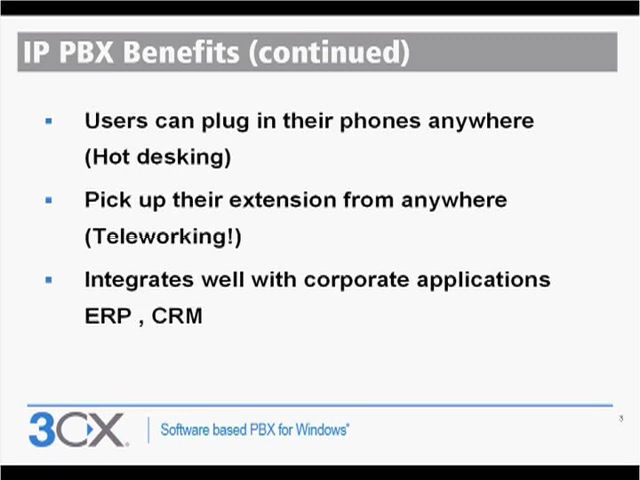 IP PBX Benefits (continued)
Users can plug in their phones anywhere
(Hot desking)
Pick up their extension from anywhere
(Teleworking!)
Integrates well with corporate applications
ERP , CRM
3
3CX
Software based PBX for Windows®